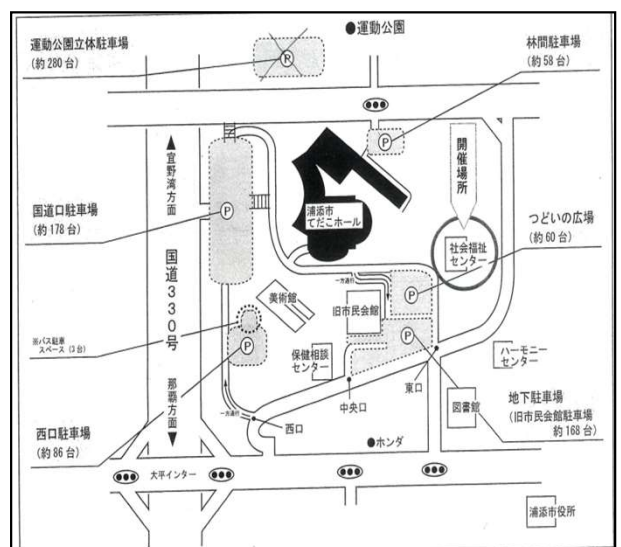 運動公園立体駐車場
(約280台)
●運動公園
林間駐車場
(約58台)
P
P
▲宜野湾方面
国道330号
那覇方面▼
開催場所
国道口駐車場
(約178台)
P
浦添市
てだこホール
つどいの広場
(約60台)
社会福祉
センター
一方通行
P
美術館
旧市民会館
※バス駐車
スペース(3台)
P
P
保健相談
センター
ハーモニー
センター
東口
中央口
図書館
地下駐車場
(旧市民会館駐車場
約168台)
西口駐車場
(約86台)
一方通行
西口
●ホンダ
太平インター
浦添市役所